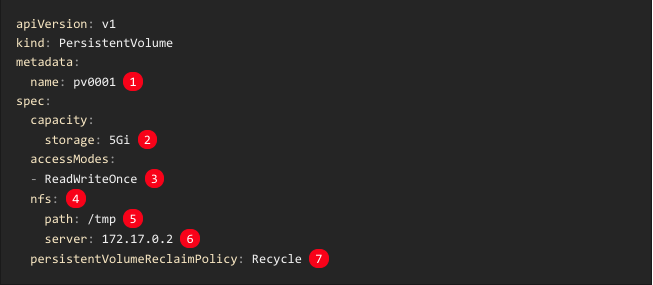 apiVersion: v1
kind: PersistentVolume
metadata:
  name: pv0001 1
spec:
  capacity:
    storage: 5Gi 2
  accessModes:
  - ReadWriteOnce 3
  nfs: 4
    path: /tmp 5
    server: 172.17.0.2 6
  persistentVolumeReclaimPolicy: Recycle 7